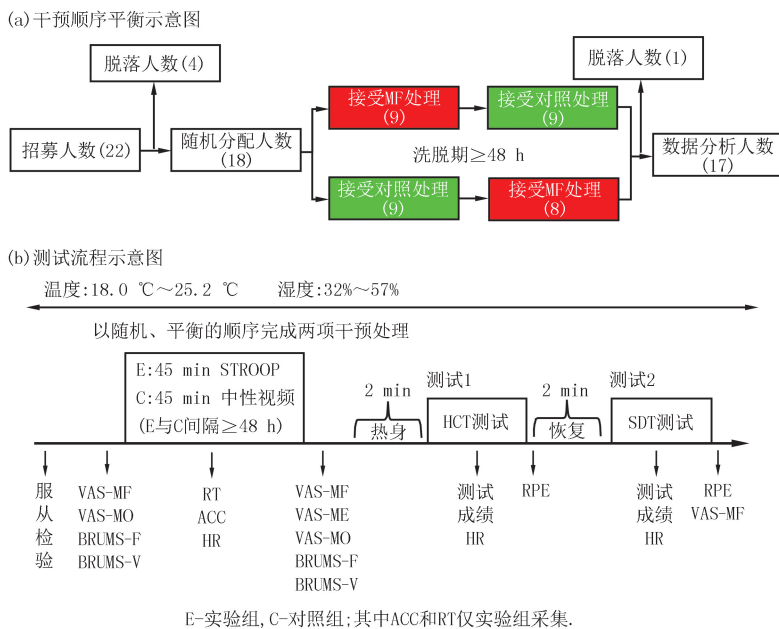 (a)干预顺序平衡示意图
脱落人数(4)
脱落人数(1)
招募人数(22)
随机分配人数
(18)
接受MF处理
(9)
接受对照处理
(9)
洗脱期≥48 h
接受对照处理
(9)
接受MF处理
(8)
数据分析人数
(17)
(b)测试流程示意图
温度:18.0 ℃～25.2 ℃ 湿度:32%～57%
以随机、平衡的顺序完成两项干预处理
E:45 min STROOP
C:45 min 中性视频
(E与C间隔≥48 h)
2 min
热身
测试1
HCT测试
2 min
恢复
测试2
SDT测试
服
从
检
验
VAS-MF
VAS-MO
BRUMS-F
BRUMS-V
RT
ACC
HR
VAS-MF
VAS-ME
VAS-MO
BRUMS-F
BRUMS-V
测试
成绩
HR
RPE
测试
成绩
HR
RPE
VAS-MF
E-实验组,C-对照组;其中ACC和RT仅实验组采集.